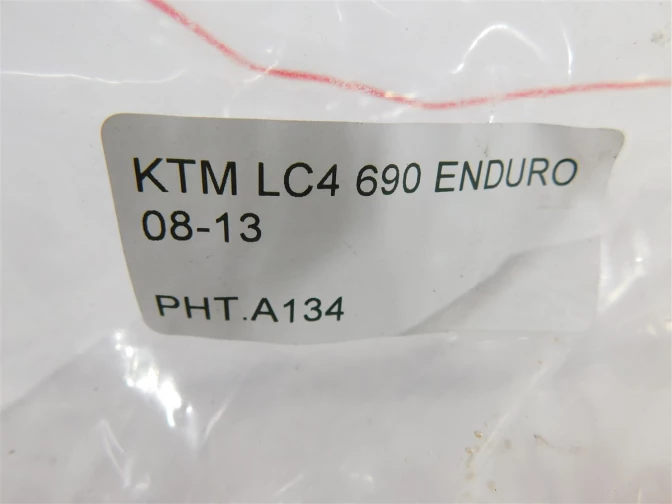 KTM LC4 690 ENDURO
08-13
PHT.A134